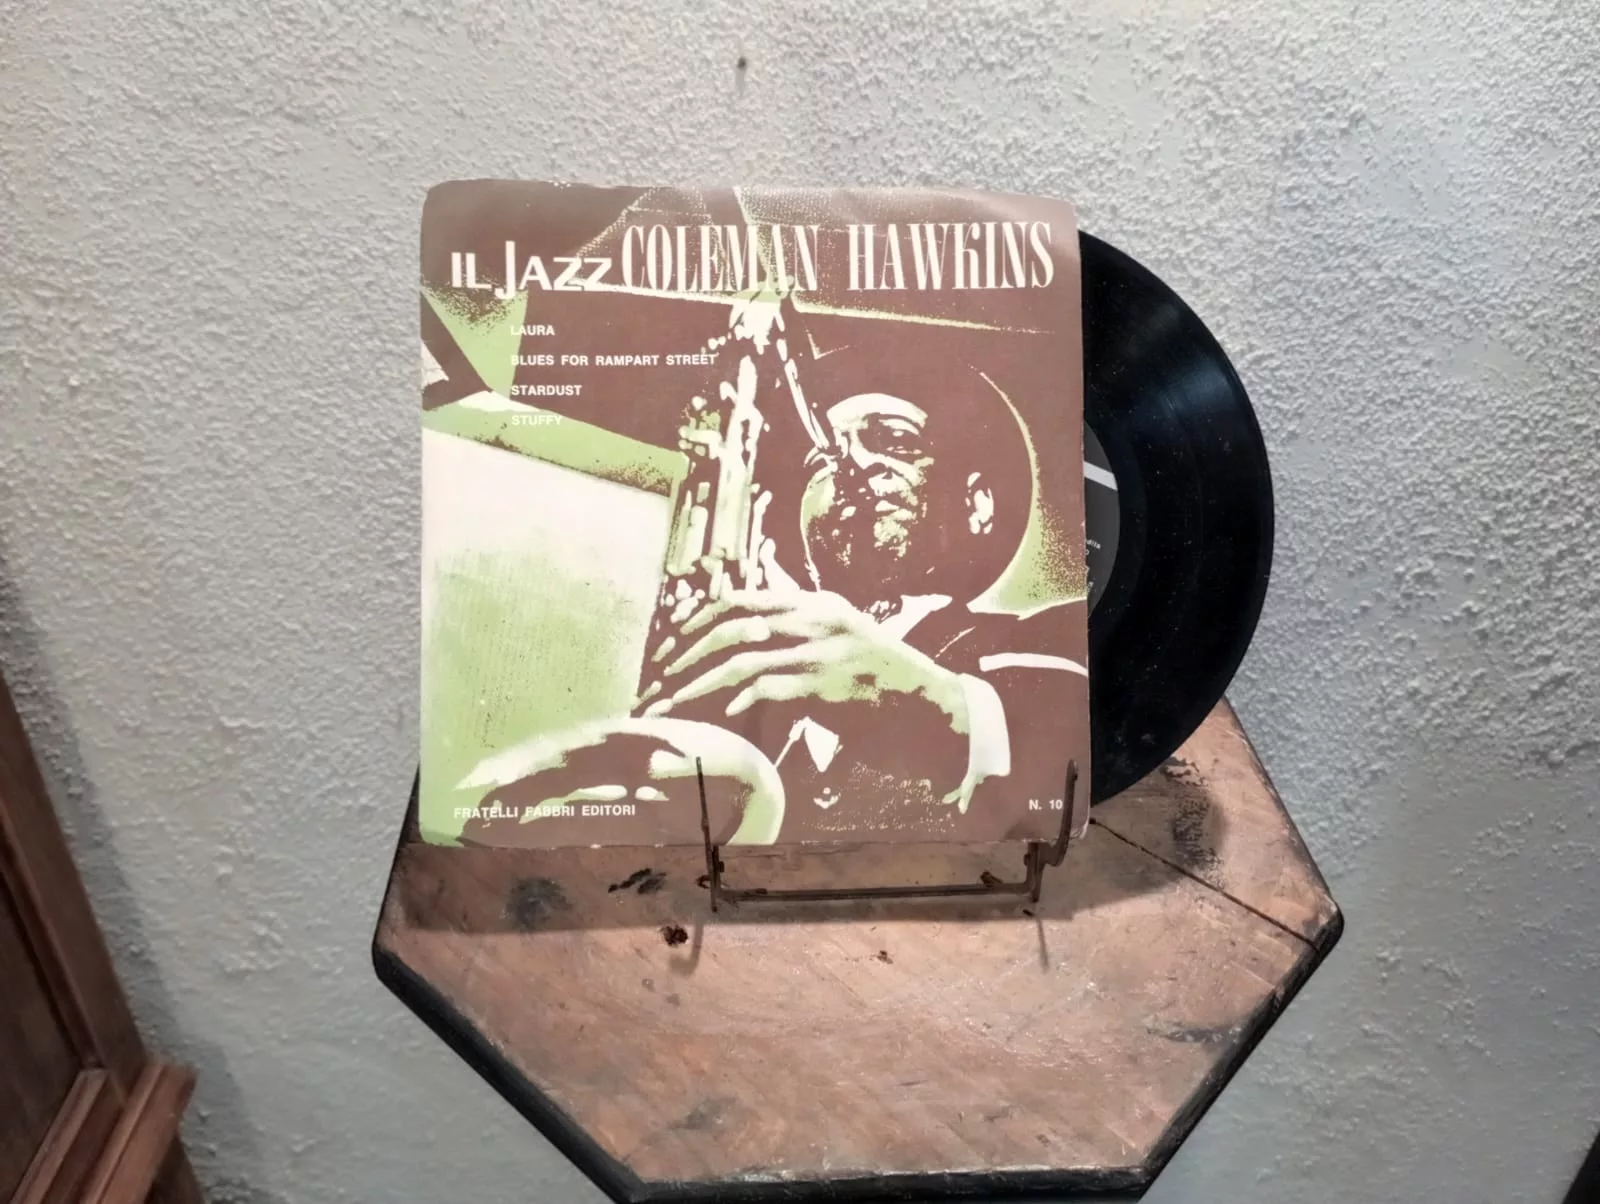 IL JAZZ COLEMAN HAWKINS
LAURA
BLUES FOR RAMPART STREET
STARDUST
STUFFY
FRATELLI FABBRI EDITORI
N. 10